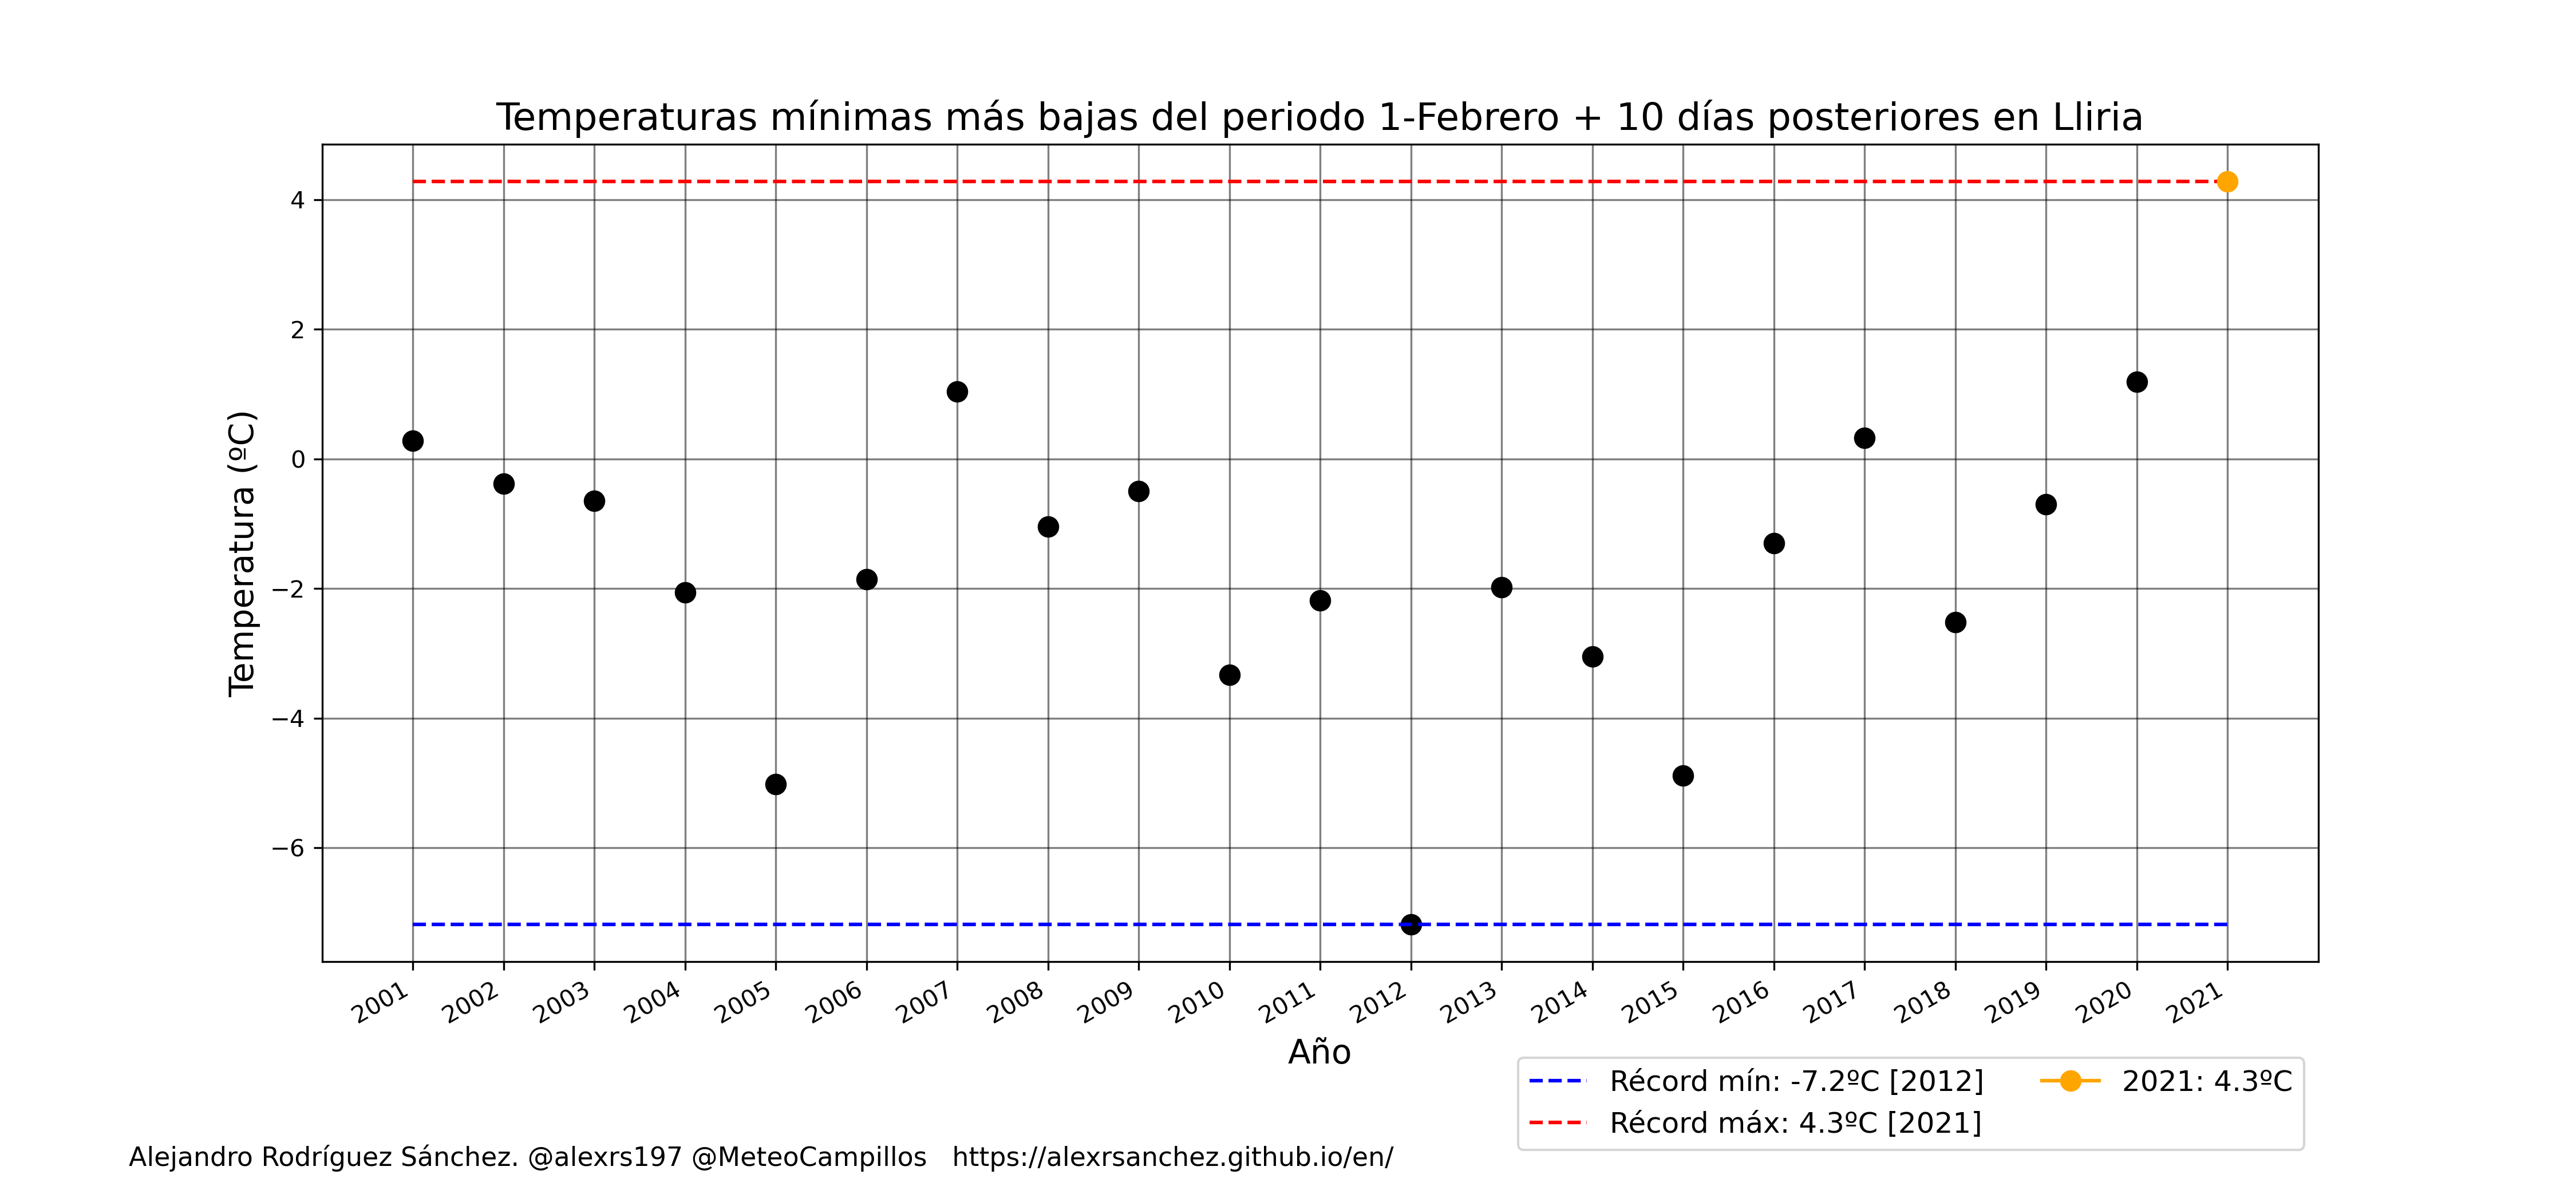 Temperaturas mínimas más bajas del periodo 1-Febrero + 10 días posteriores en Lliria
Temperatura (ºC)
4
2
0
−2
−4
−6
2001 2002 2003 2004 2005 2006 2007 2008 2009 2010 2011 2012 2013 2014 2015 2016 2017 2018 2019 2020 2021
Año
Récord mín: -7.2ºC [2012]
Récord máx: 4.3ºC [2021]
2021: 4.3ºC
Alejandro Rodríguez Sánchez. @alexrs197 @MeteoCampillos https://alexrsanchez.github.io/en/